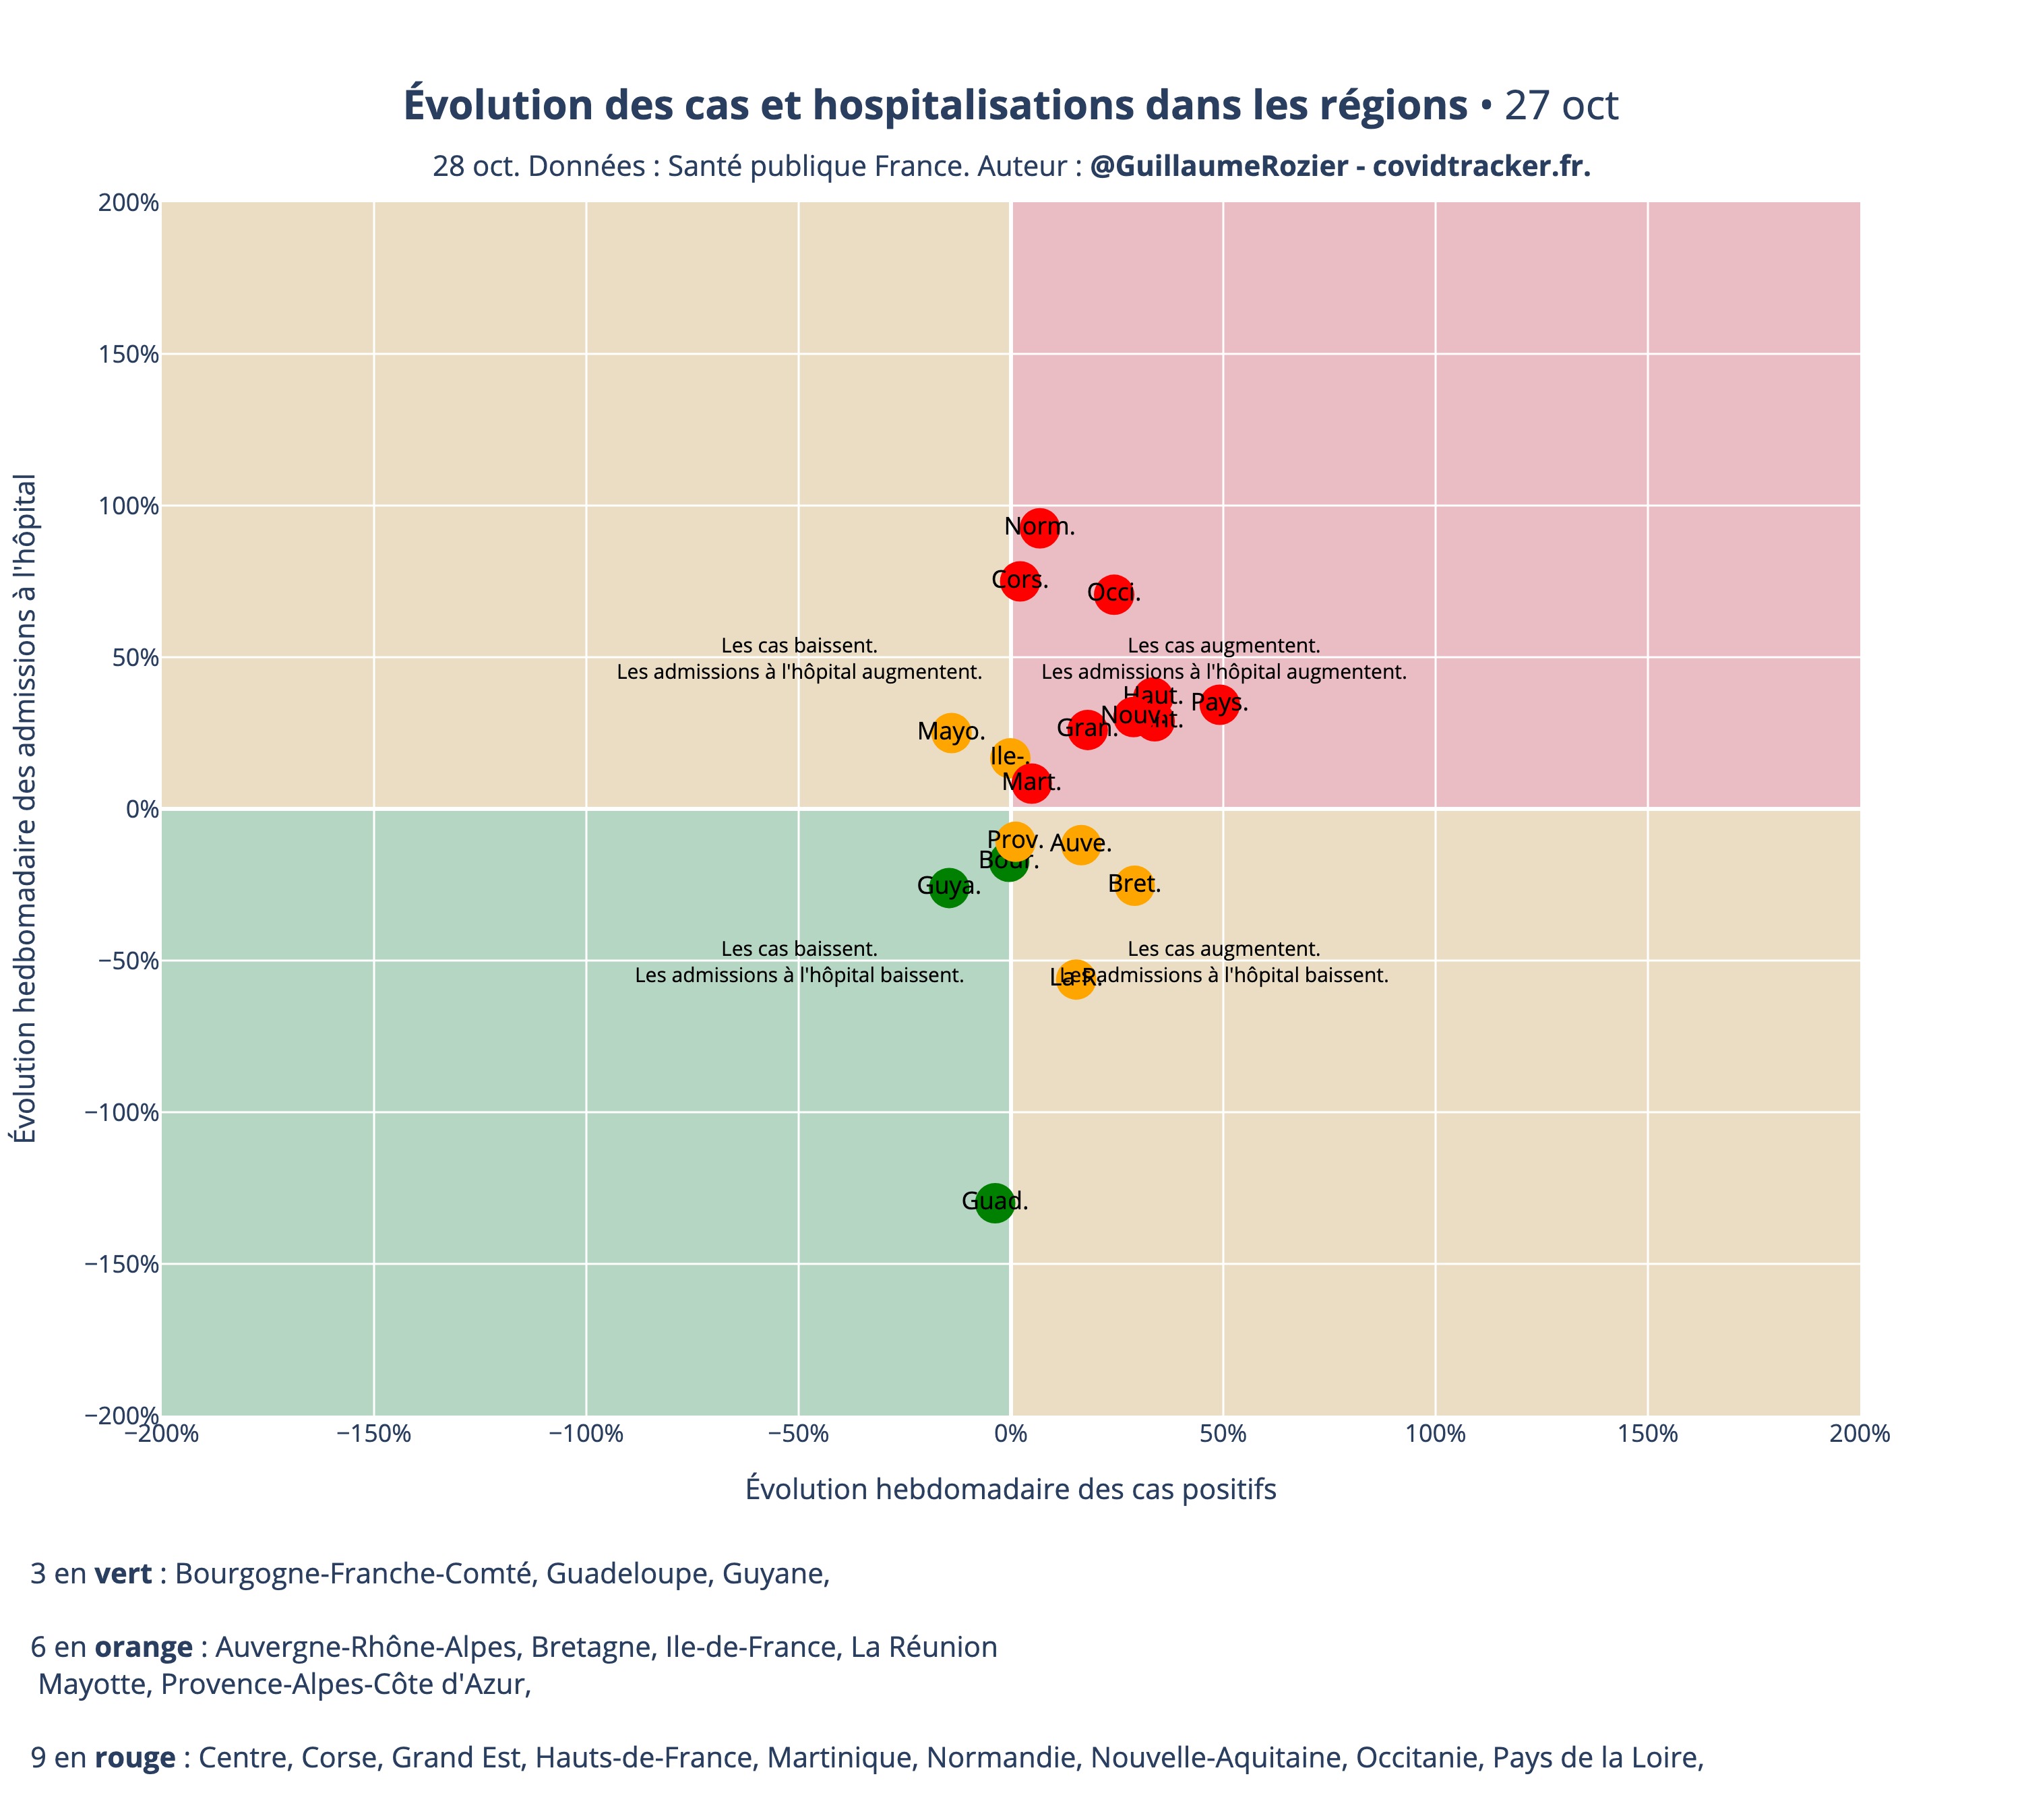 Évolution des cas et hospitalisations dans les régions • 27 oct
28 oct. Données : Santé publique France. Auteur : @GuillaumeRozier - covidtracker.fr.
Évolution hedbomadaire des admissions à l'hôpital
200%
150%
100%
50%
0%
−50%
−100%
−150%
−200%
Norm.
Cors.
Occi.
Les cas baissent.
Les admissions à l'hôpital augmentent.
Les cas augmentent.
Les admissions à l'hôpital augmentent.
Haut.
Pays.
Nouv.
Gran.
Mayo.
Ile-.
Mart.
Prov.
Auve.
Bour.
Guya.
Bret.
Les cas baissent.
Les admissions à l'hôpital baissent.
Les cas augmentent.
Les admissions à l'hôpital baissent.
La R.
Guad.
−200%
−150%
−100%
−50%
0%
50%
100%
150%
200%
Évolution hebdomadaire des cas positifs
3 en vert : Bourgogne-Franche-Comté, Guadeloupe, Guyane,
6 en orange : Auvergne-Rhône-Alpes, Bretagne, Ile-de-France, La Réunion
Mayotte, Provence-Alpes-Côte d'Azur,
9 en rouge : Centre, Corse, Grand Est, Hauts-de-France, Martinique, Normandie, Nouvelle-Aquitaine, Occitanie, Pays de la Loire,